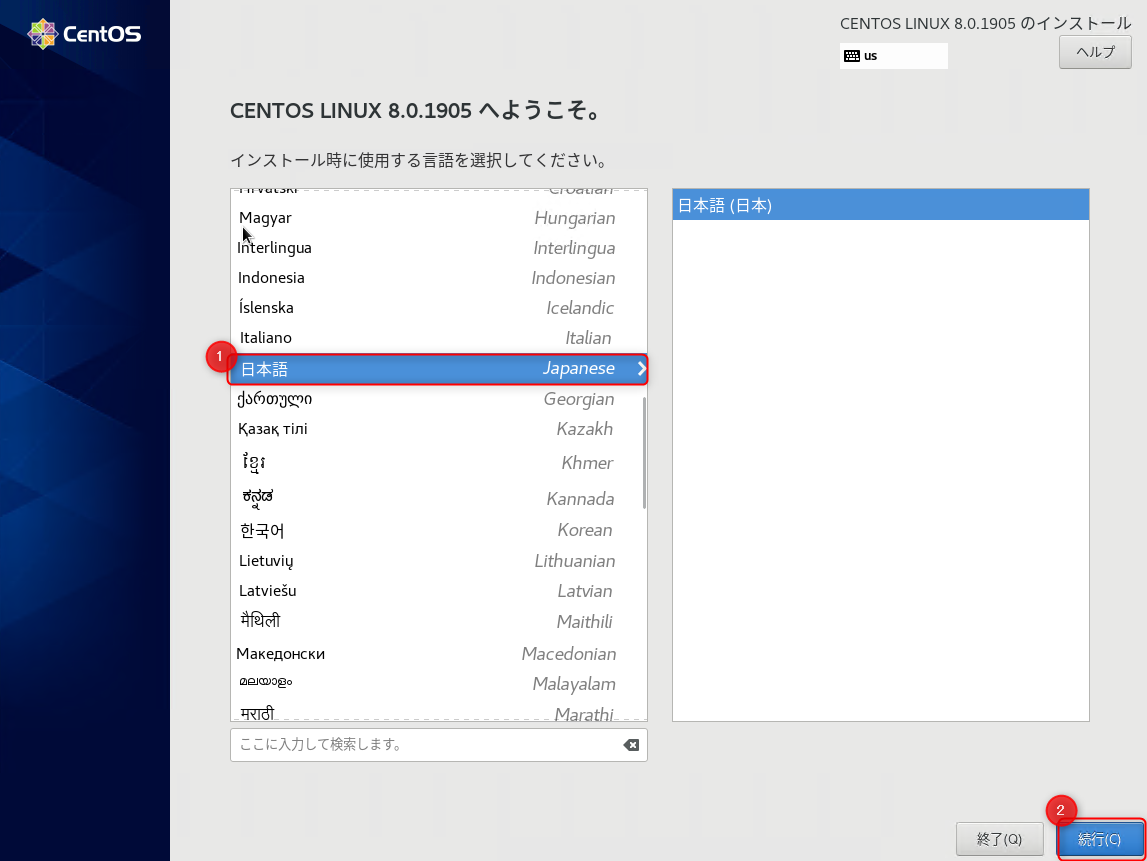 CentOS
CENTOS LINUX 8.0.1905 のインストール
us
ヘルプ
CENTOS LINUX 8.0.1905 へようこそ。
インストール時に使用する言語を選択してください。
Hrvatski Croatian
Magyar Hungarian
Interlingua Interlingua
Indonesia Indonesian
Íslenska Icelandic
Italiano Italian
1
日本語 Japanese
ქართული Georgian
Қазақ тілі Kazakh
ខ្មែរ Khmer
ಕನ್ನಡ Kannada
한국어 Korean
Lietuvių Lithuanian
Latviešu Latvian
मैथिली Maithili
Македонски Macedonian
മലയാളം Malayalam
मराठी Marathi
日本語 (日本)
ここに入力して検索します。
2
終了(Q)
続行(C)